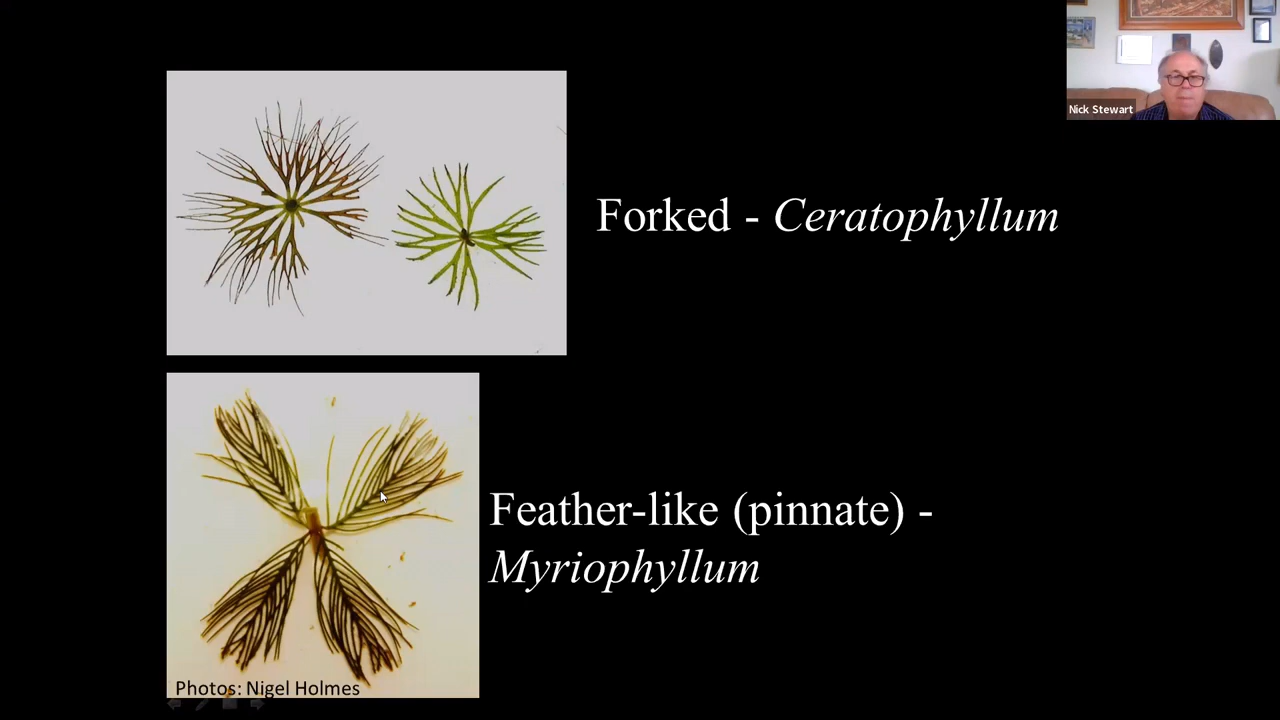 Nick Stewart
Forked - Ceratophyllum
Feather-like (pinnate) -
Myriophyllum
Photos: Nigel Holmes